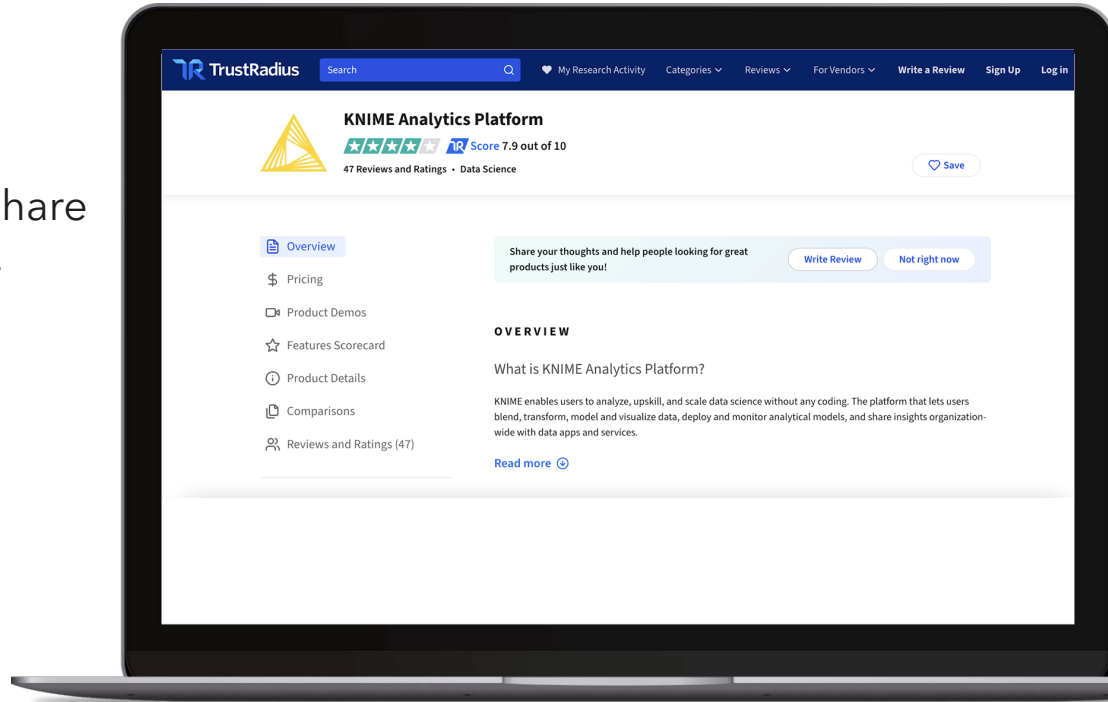 hare
TrustRadius
Search
My Research Activity
Categories
Reviews
For Vendors
Write a Review
Sign Up
Log in
KNIME Analytics Platform
Score 7.9 out of 10
47 Reviews and Ratings • Data Science
Save
Overview
Pricing
Product Demos
Features Scorecard
Product Details
Comparisons
Reviews and Ratings (47)
Share your thoughts and help people looking for great
products just like you!
Write Review
Not right now
OVERVIEW
What is KNIME Analytics Platform?
KNIME enables users to analyze, upskill, and scale data science without any coding. The platform that lets users
blend, transform, model and visualize data, deploy and monitor analytical models, and share insights organization-
wide with data apps and services.
Read more